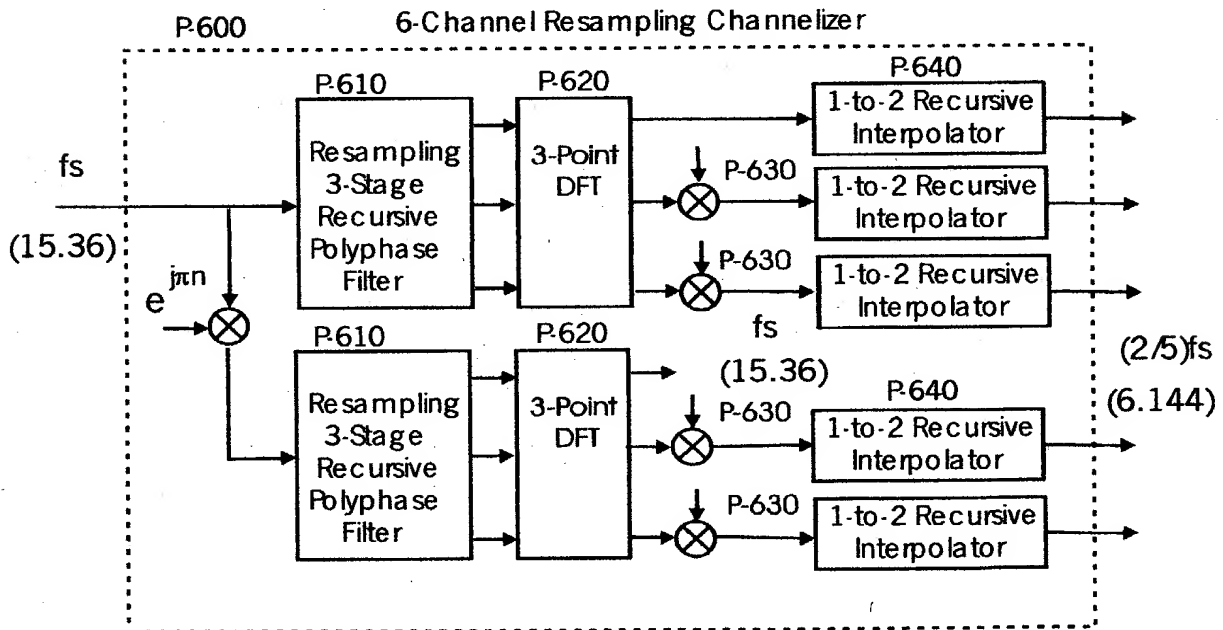 P-600
6-Channel Resampling Channelizer
P-610
P-620
P-640
Resampling
3-Stage
Recursive
Polyphase
Filter
3-Point
DFT
1-to-2 Recursive
Interpolator
P-630
1-to-2 Recursive
Interpolator
P-630
1-to-2 Recursive
Interpolator
fs
(15.36)
e^jπn
P-610
P-620
fs
(15.36)
(2/5)fs
(6.144)
Resampling
3-Stage
Recursive
Polyphase
Filter
3-Point
DFT
P-630
P-640
1-to-2 Recursive
Interpolator
P-630
1-to-2 Recursive
Interpolator